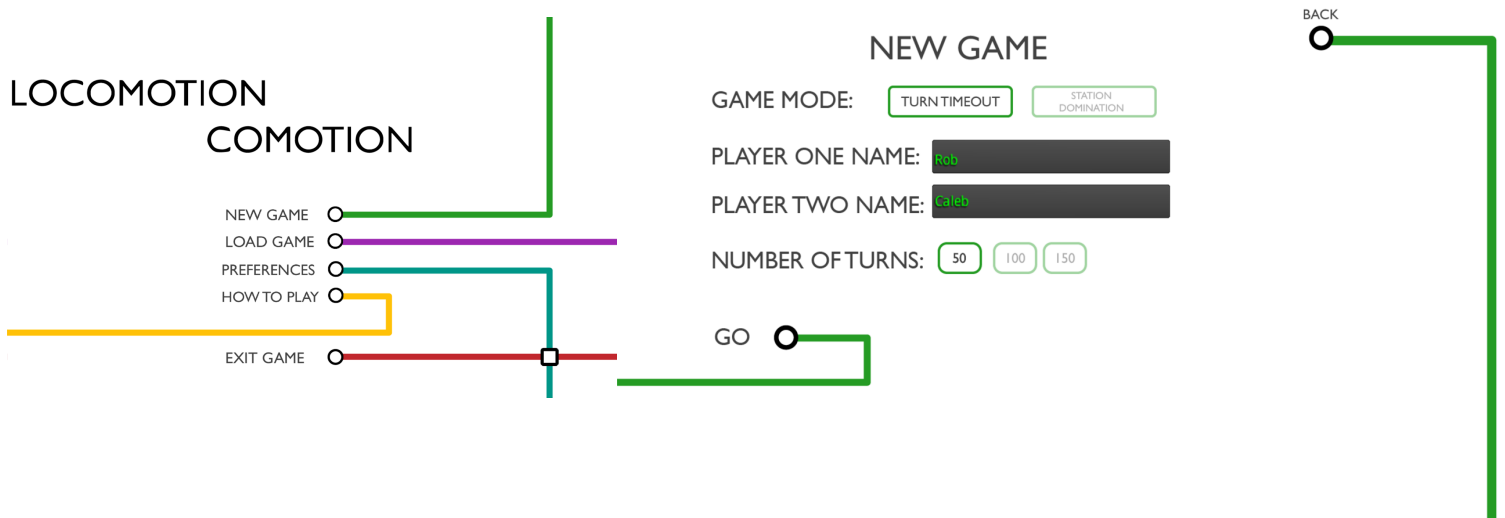 LOCOMOTION
COMOTION
NEW GAME
LOAD GAME
PREFERENCES
HOW TO PLAY
EXIT GAME
BACK
NEW GAME
GAME MODE: TURN TIMEOUT STATION
DOMINATION
PLAYER ONE NAME: Rob
PLAYER TWO NAME: Caleb
NUMBER OF TURNS: 50 100 150
GO